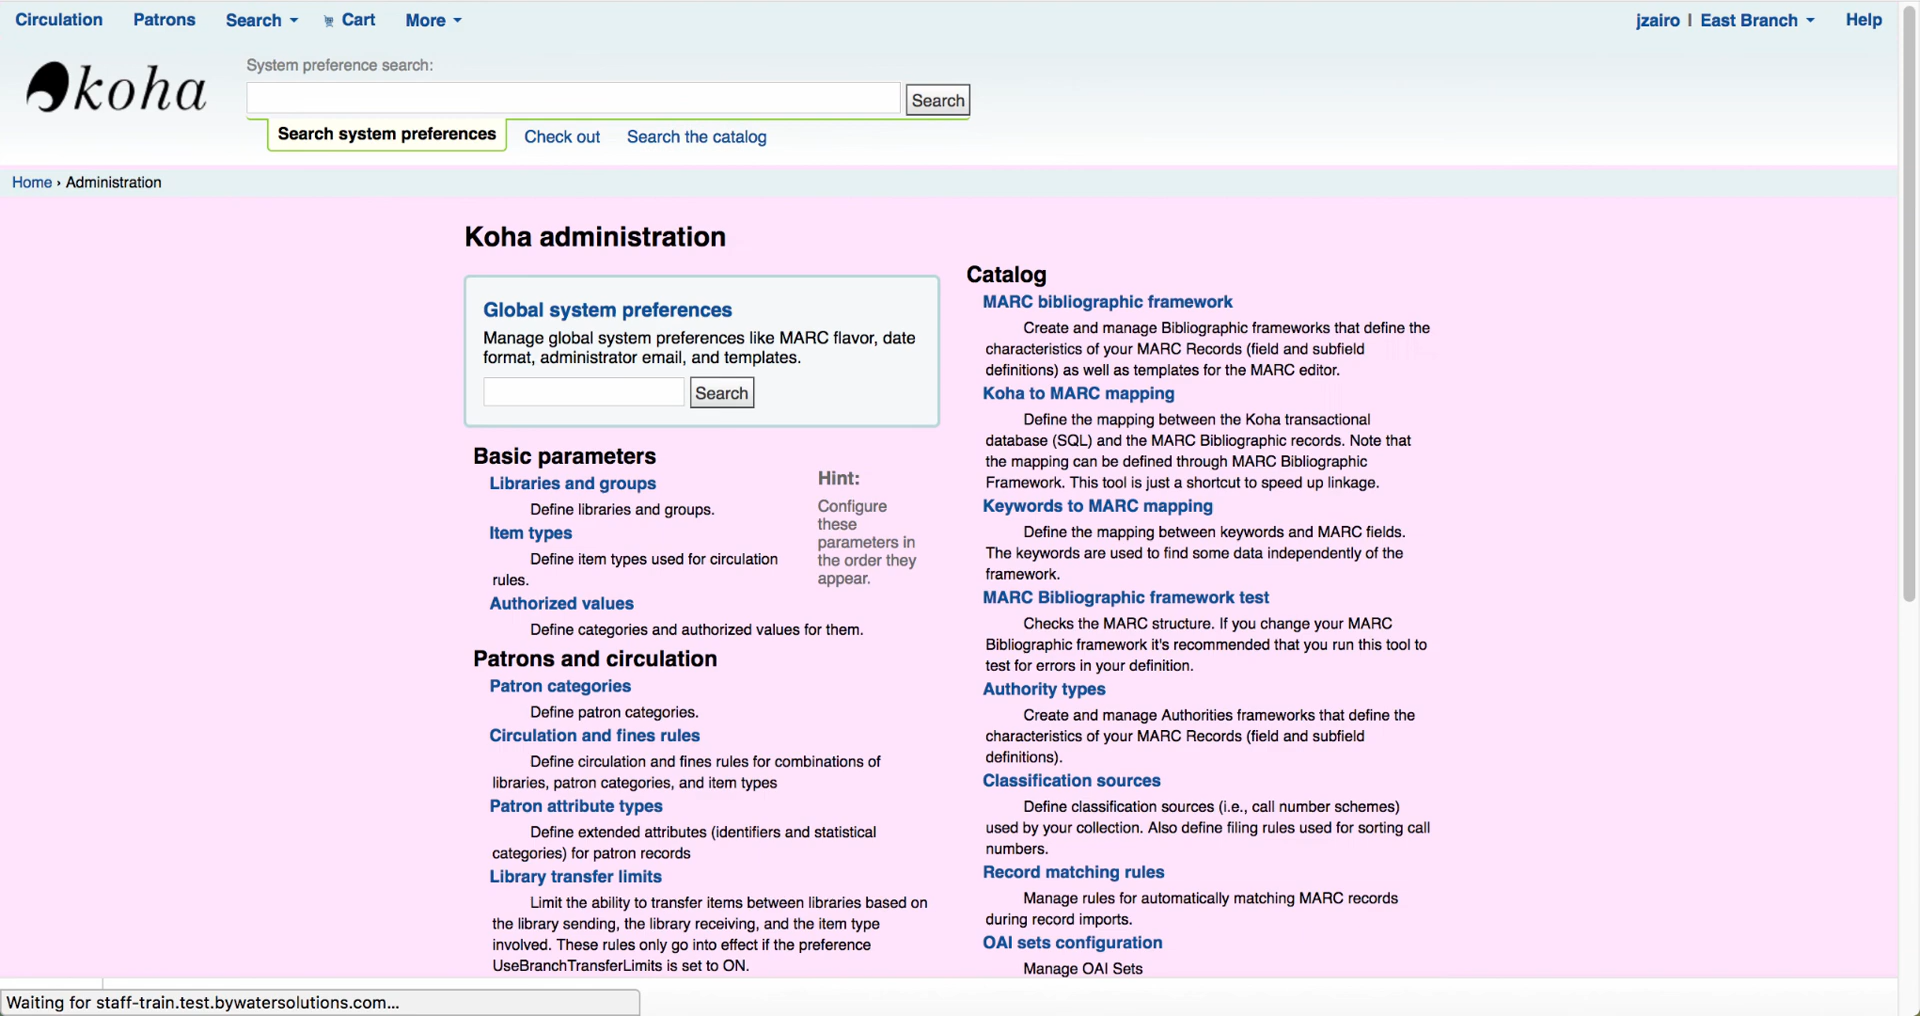 Circulation Patrons Search Cart More jzairo | East Branch Help
koha
System preference search:
Search
Search system preferences Check out Search the catalog
Home › Administration
Koha administration
Global system preferences
Manage global system preferences like MARC flavor, date
format, administrator email, and templates.
Search
Basic parameters
Libraries and groups
Define libraries and groups.
Item types
Define item types used for circulation
rules.
Authorized values
Define categories and authorized values for them.
Hint:
Configure
these
parameters in
the order they
appear.
Patrons and circulation
Patron categories
Define patron categories.
Circulation and fines rules
Define circulation and fines rules for combinations of
libraries, patron categories, and item types
Patron attribute types
Define extended attributes (identifiers and statistical
categories) for patron records
Library transfer limits
Limit the ability to transfer items between libraries based on
the library sending, the library receiving, and the item type
involved. These rules only go into effect if the preference
UseBranchTransferLimits is set to ON.
Catalog
MARC bibliographic framework
Create and manage Bibliographic frameworks that define the
characteristics of your MARC Records (field and subfield
definitions) as well as templates for the MARC editor.
Koha to MARC mapping
Define the mapping between the Koha transactional
database (SQL) and the MARC Bibliographic records. Note that
the mapping can be defined through MARC Bibliographic
Framework. This tool is just a shortcut to speed up linkage.
Keywords to MARC mapping
Define the mapping between keywords and MARC fields.
The keywords are used to find some data independently of the
framework.
MARC Bibliographic framework test
Checks the MARC structure. If you change your MARC
Bibliographic framework it's recommended that you run this tool to
test for errors in your definition.
Authority types
Create and manage Authorities frameworks that define the
characteristics of your MARC Records (field and subfield
definitions).
Classification sources
Define classification sources (i.e., call number schemes)
used by your collection. Also define filing rules used for sorting call
numbers.
Record matching rules
Manage rules for automatically matching MARC records
during record imports.
OAI sets configuration
Manage OAI Sets
Waiting for staff-train.test.bywatersolutions.com...